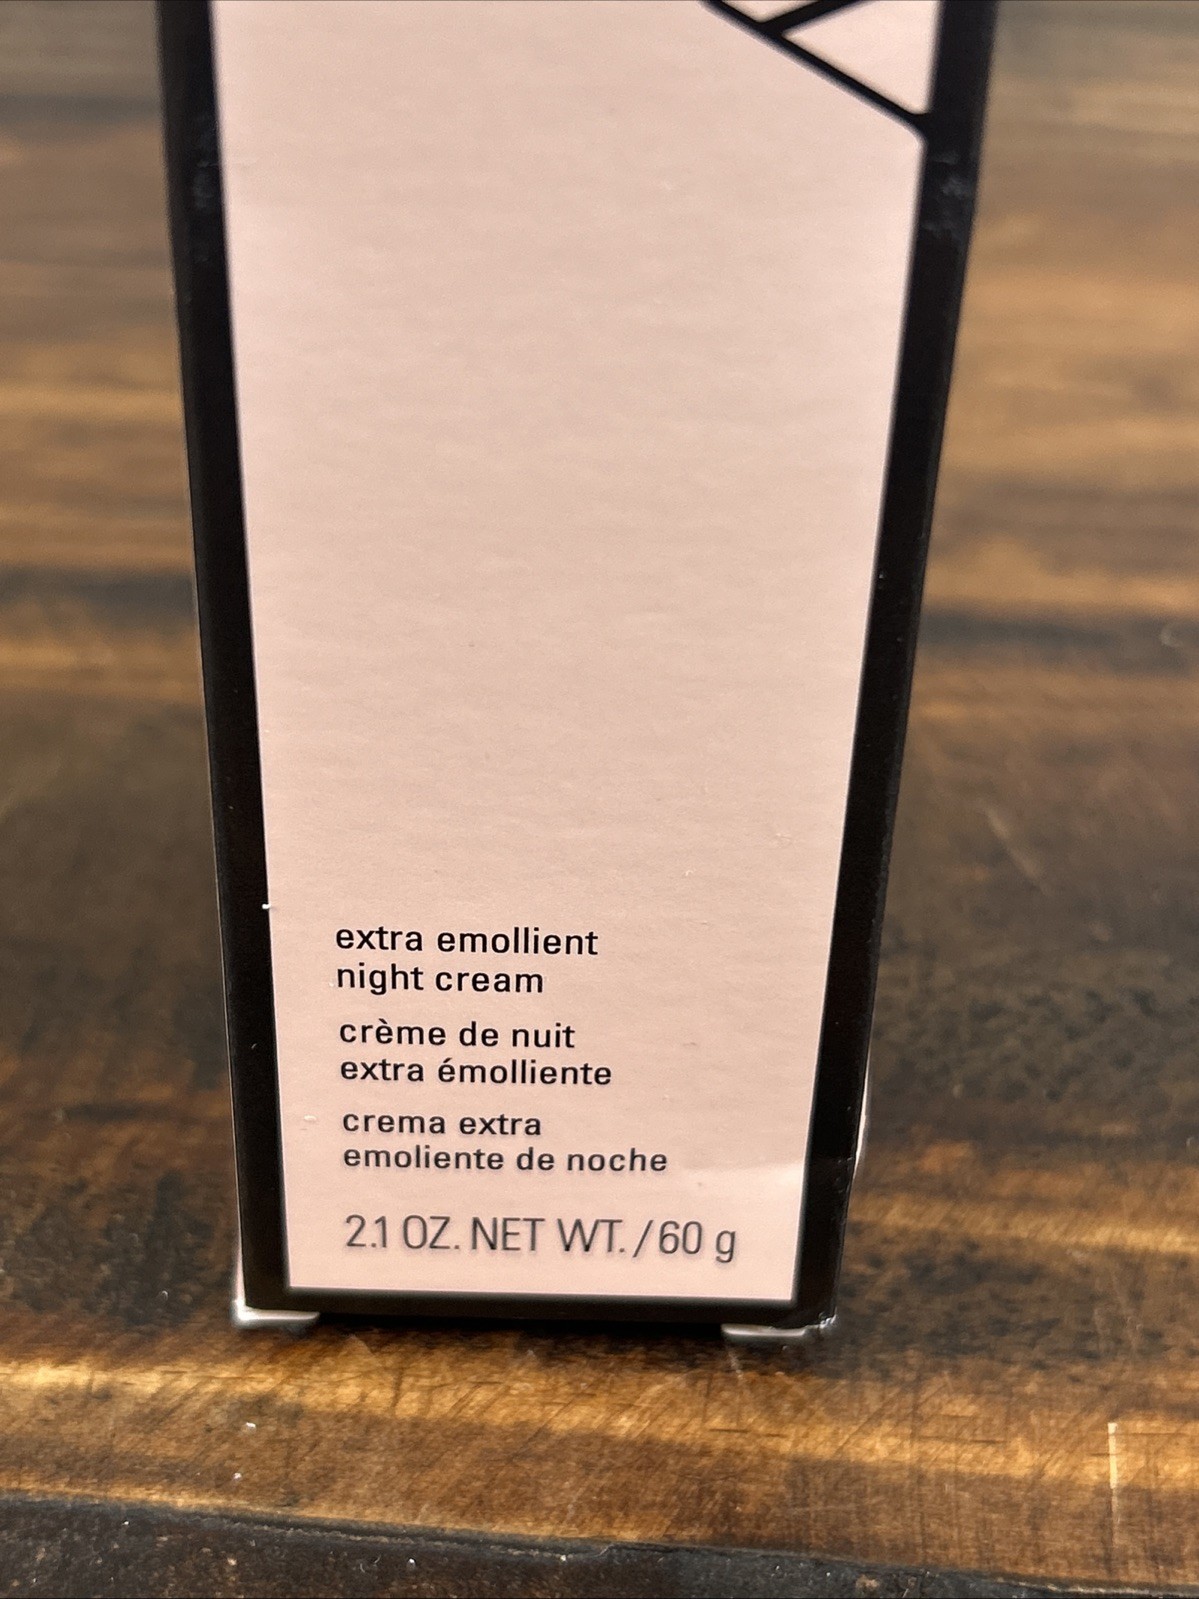 extra emollient
night cream
crème de nuit
extra émolliente
crema extra
emoliente de noche
2.1 OZ. NET WT./60 g